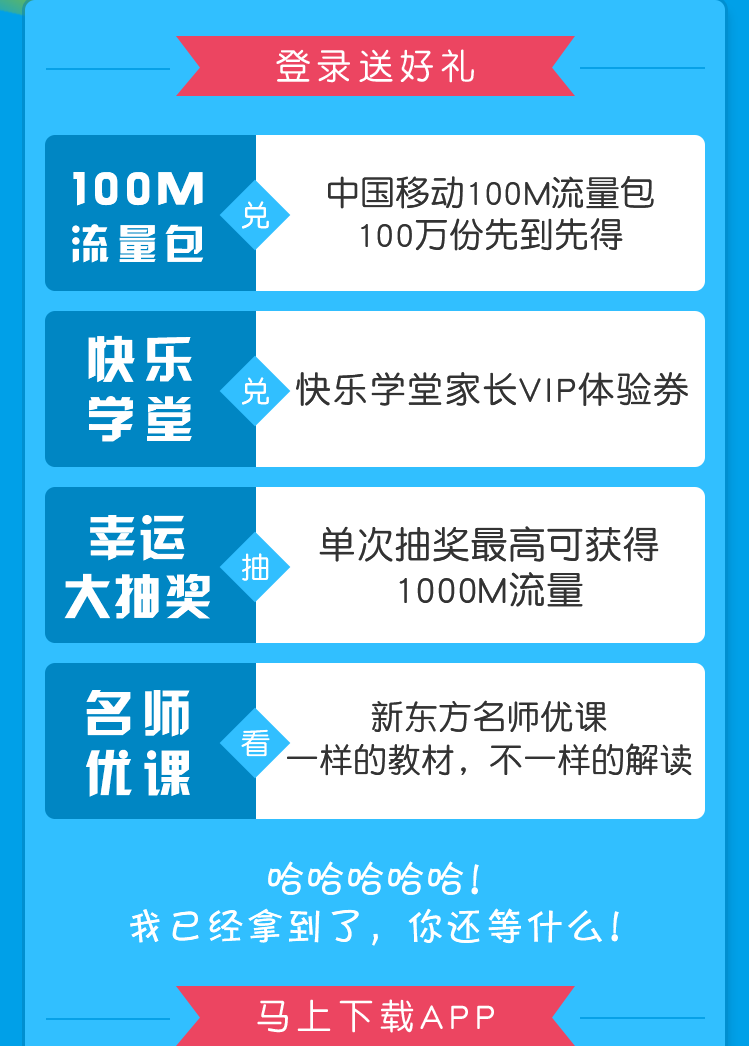 登录送好礼
100M
流量包
兑
中国移动100M流量包
100万份先到先得
快乐
学堂
兑
快乐学堂家长VIP体验券
幸运
大抽奖
抽
单次抽奖最高可获得
1000M流量
名师
优课
看
新东方名师优课
一样的教材，不一样的解读
哈哈哈哈哈！
我已经拿到了，你还等什么！
马上下载APP